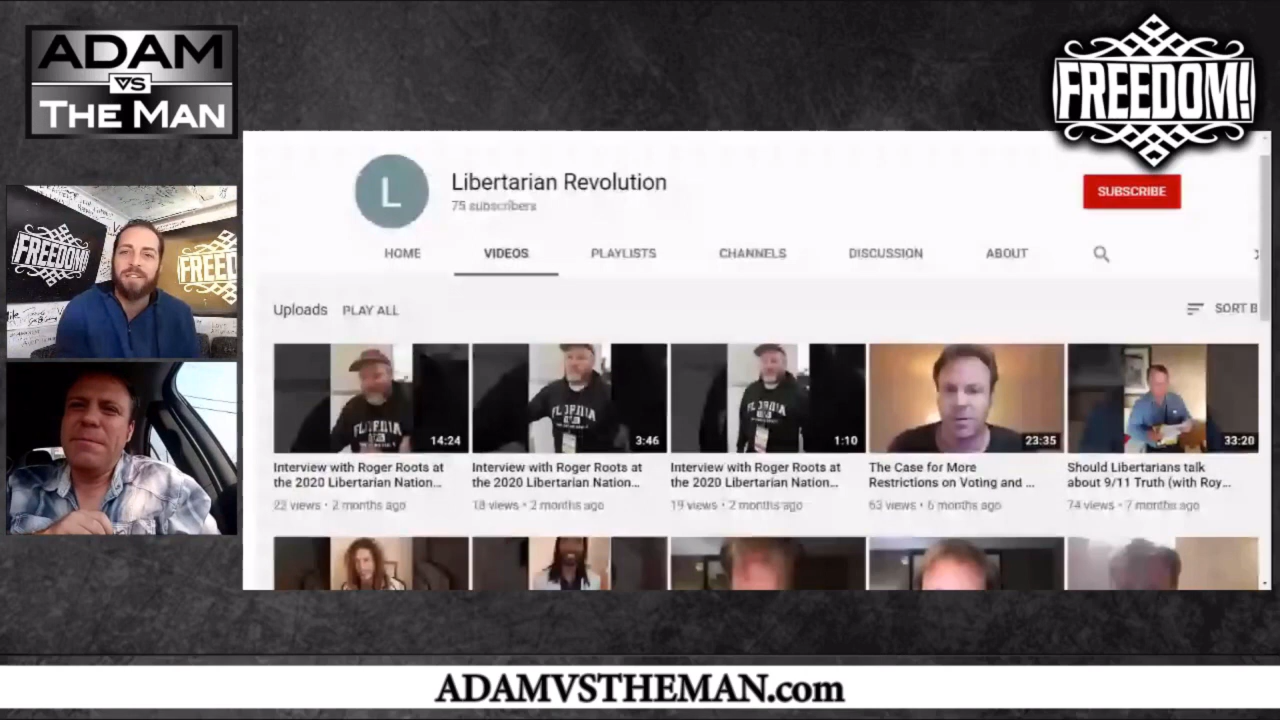 ADAM
VS
THE MAN
FREEDOM!
FREEDOM!
FREED
L
Libertarian Revolution
75 subscribers
SUBSCRIBE
HOME
VIDEOS
PLAYLISTS
CHANNELS
DISCUSSION
ABOUT
Uploads
PLAY ALL
SORT B
FLORIDA
14:24
FLORIDA
3:46
FLORIDA
1:10
23:35
33:20
Interview with Roger Roots at
the 2020 Libertarian Nation...
22 views • 2 months ago
Interview with Roger Roots at
the 2020 Libertarian Nation...
18 views • 2 months ago
Interview with Roger Roots at
the 2020 Libertarian Nation...
19 views • 2 months ago
The Case for More
Restrictions on Voting and ...
63 views • 6 months ago
Should Libertarians talk
about 9/11 Truth (with Roy...
74 views • 7 months ago
ADAMVSTHEMAN.com